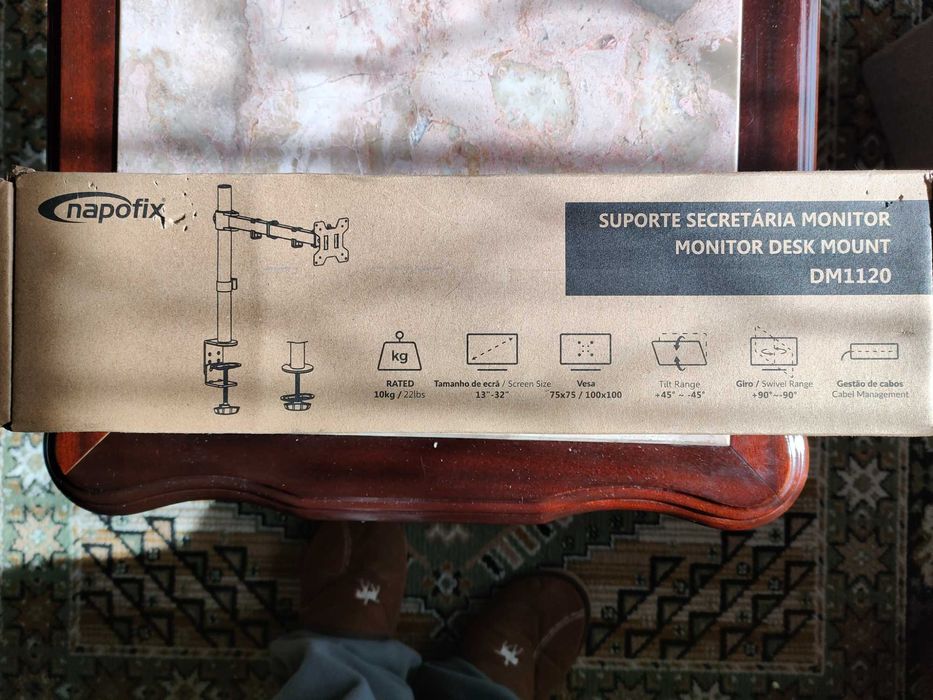 napofix
SUPORTE SECRETÁRIA MONITOR
MONITOR DESK MOUNT
DM1120
kg
RATED
10kg / 22lbs
Tamanho de ecrã / Screen Size
13"-32"
Vesa
75x75 / 100x100
Tilt Range
+45° ~ -45°
Giro / Swivel Range
+90°~-90°
Gestão de cabos
Cabel Management